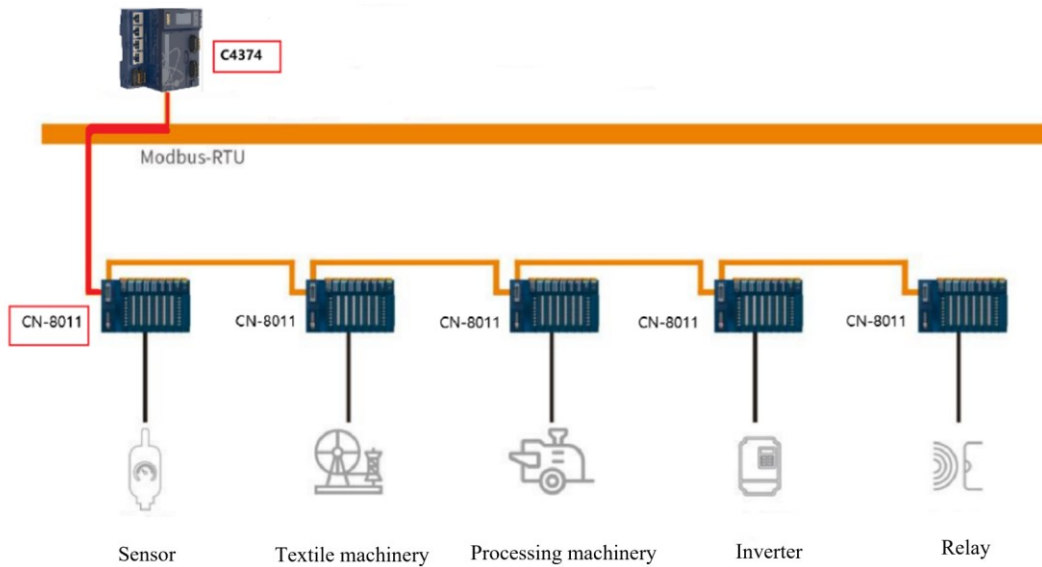 C4374
Modbus-RTU
CN-8011
CN-8011
CN-8011
CN-8011
CN-8011
Sensor
Textile machinery
Processing machinery
Inverter
Relay